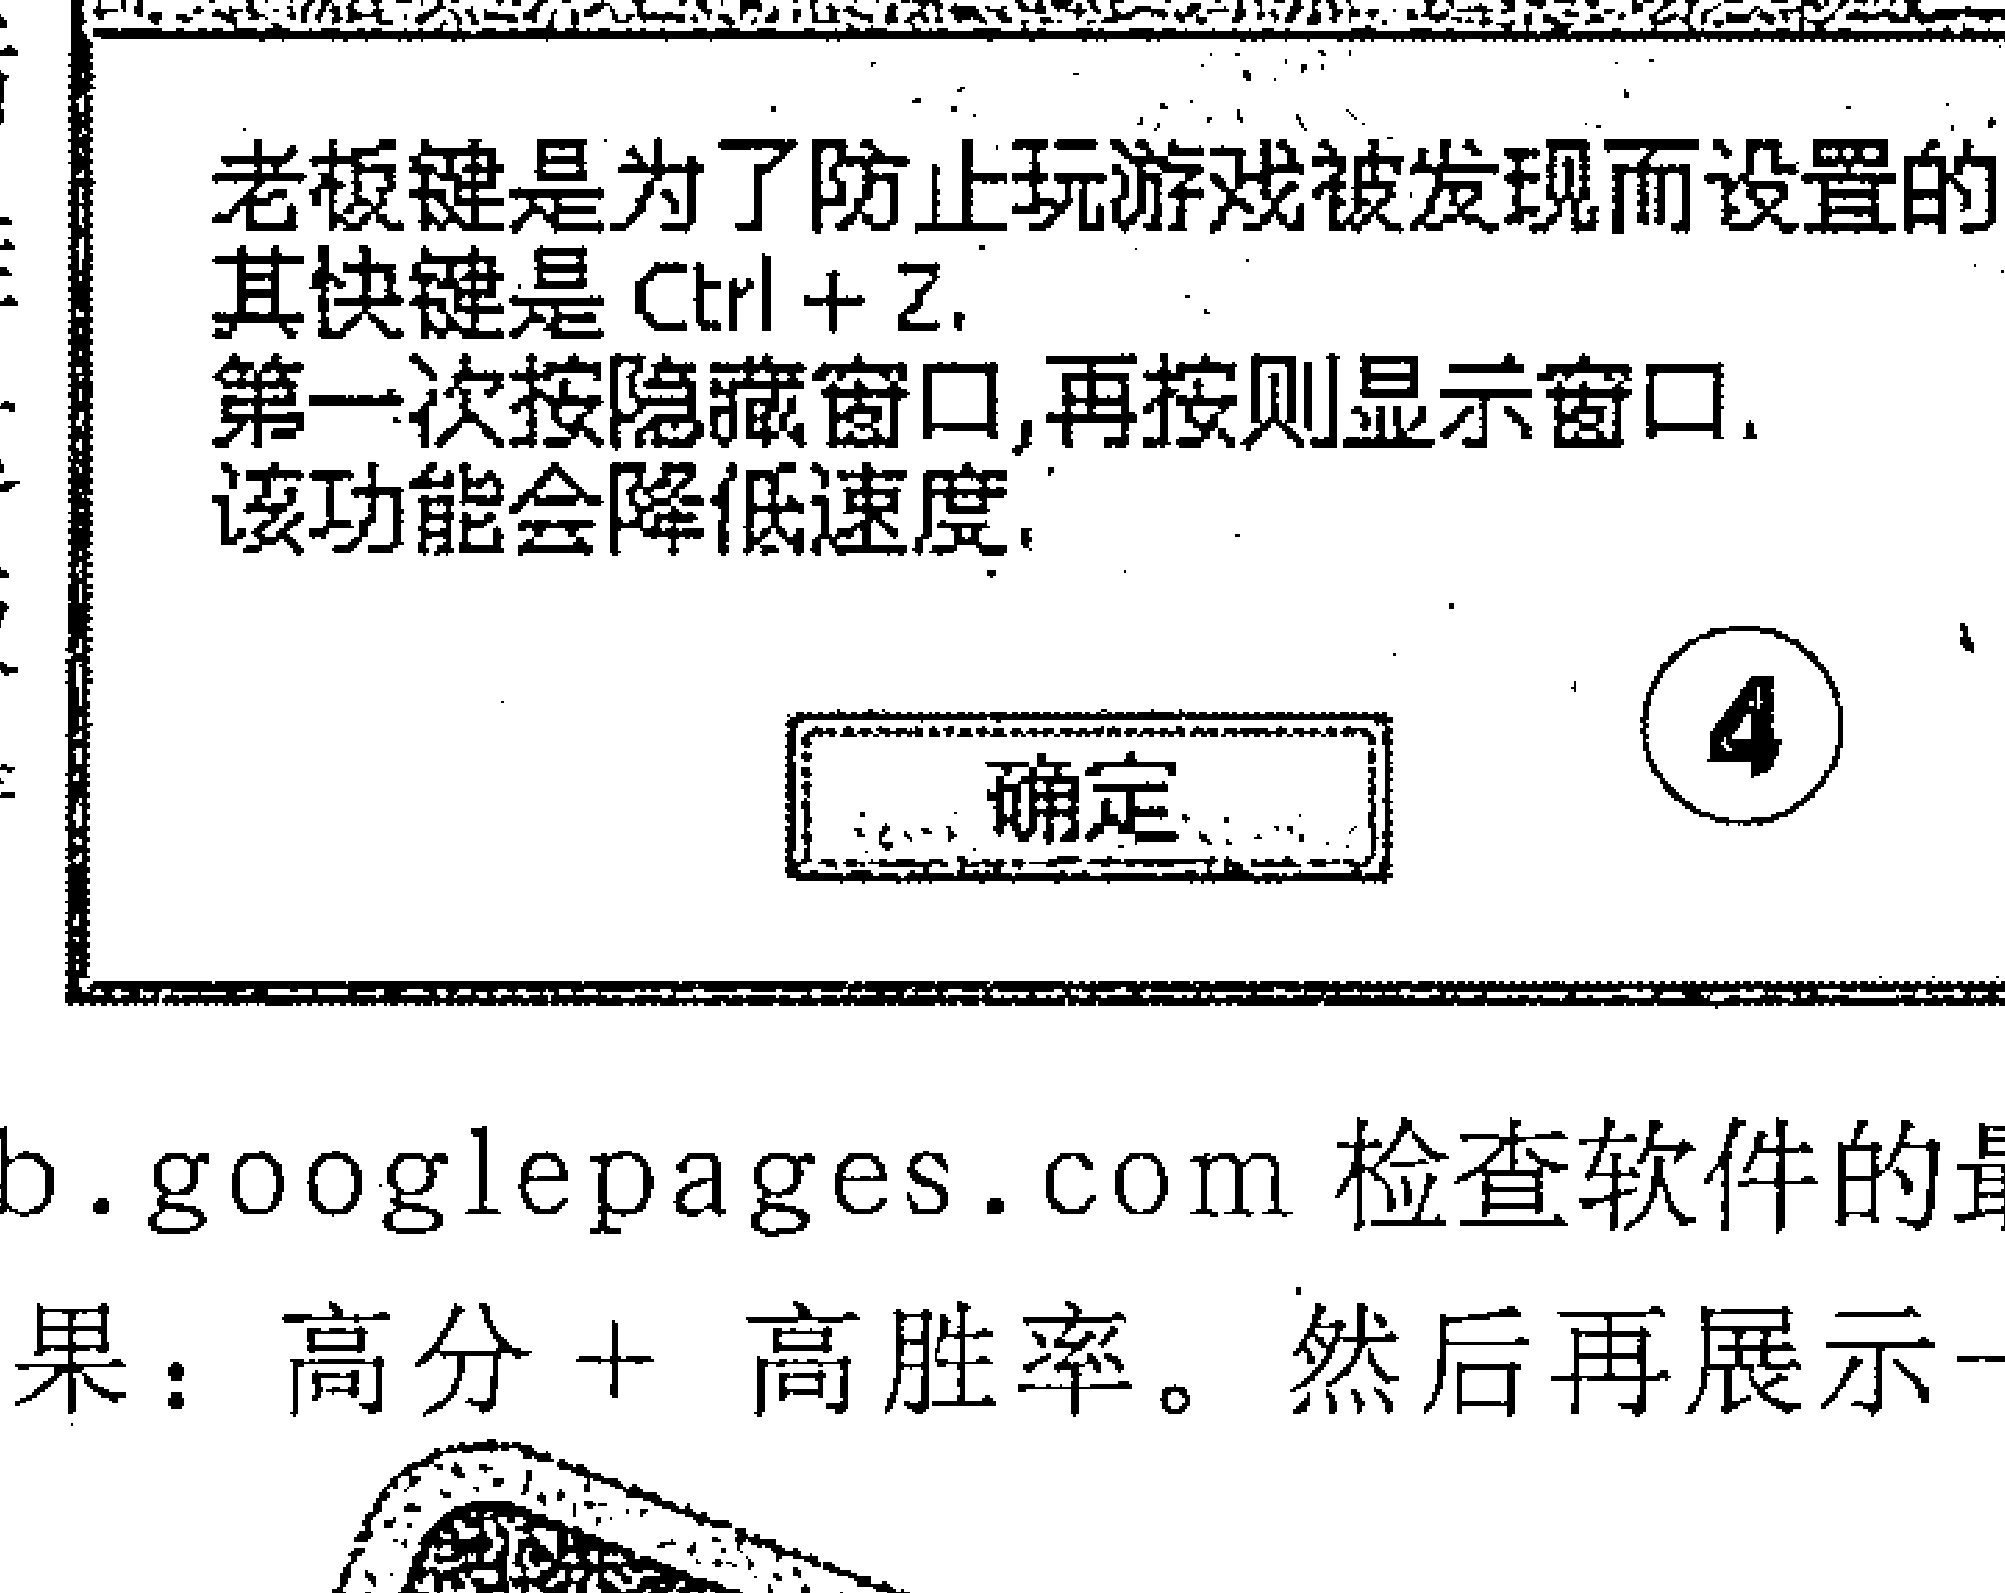 老板键是为了防止玩游戏被发现而设置的
其快键是 Ctrl + Z.
第一次按隐藏窗口,再按则显示窗口.
该功能会降低速度.
④
确定
b.googlepages.com 检查软件的最
果：高分+ 高胜率。然后再展示一